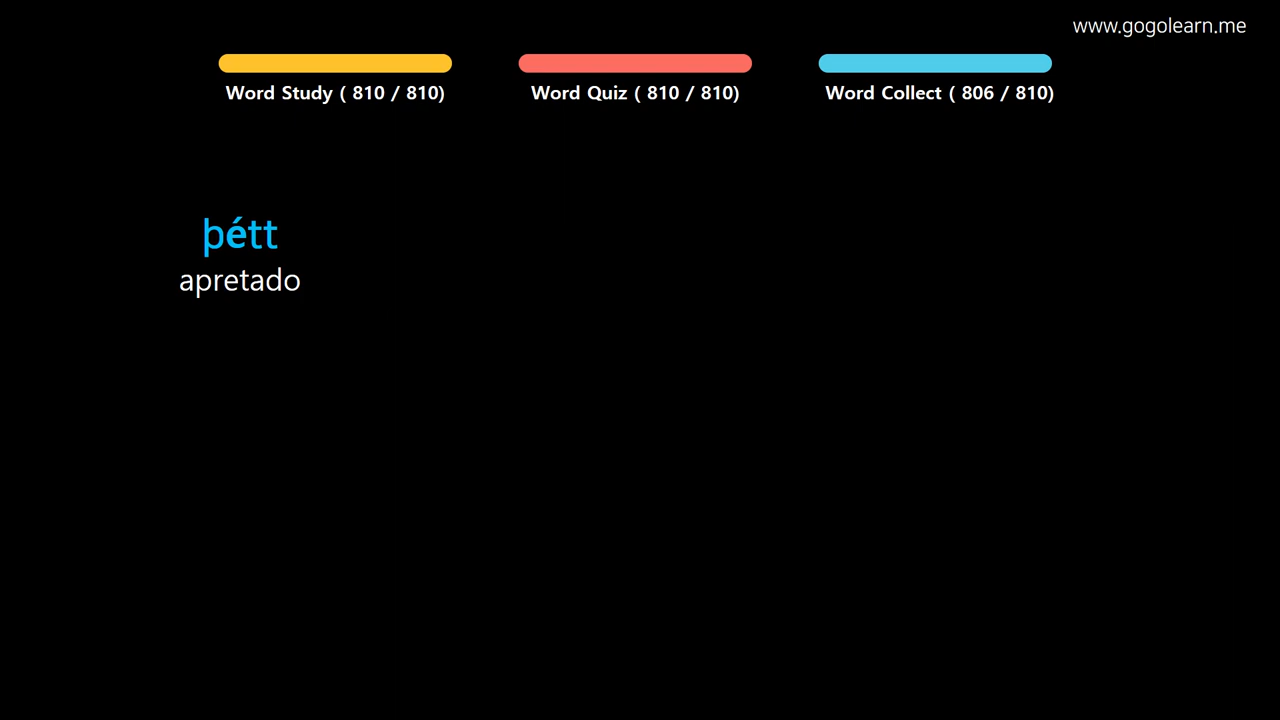 www.gogolearn.me
Word Study ( 810 / 810)
Word Quiz ( 810 / 810)
Word Collect ( 806 / 810)
þétt
apretado